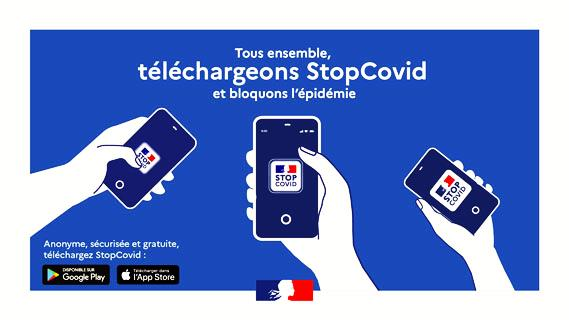 Tous ensemble,
téléchargeons StopCovid
et bloquons l'épidémie
STOP
COVID
STOP
COVID
STOP
COVID
Anonyme, sécurisée et gratuite,
téléchargez StopCovid :
DISPONIBLE SUR
Google Play
Télécharger dans
l'App Store